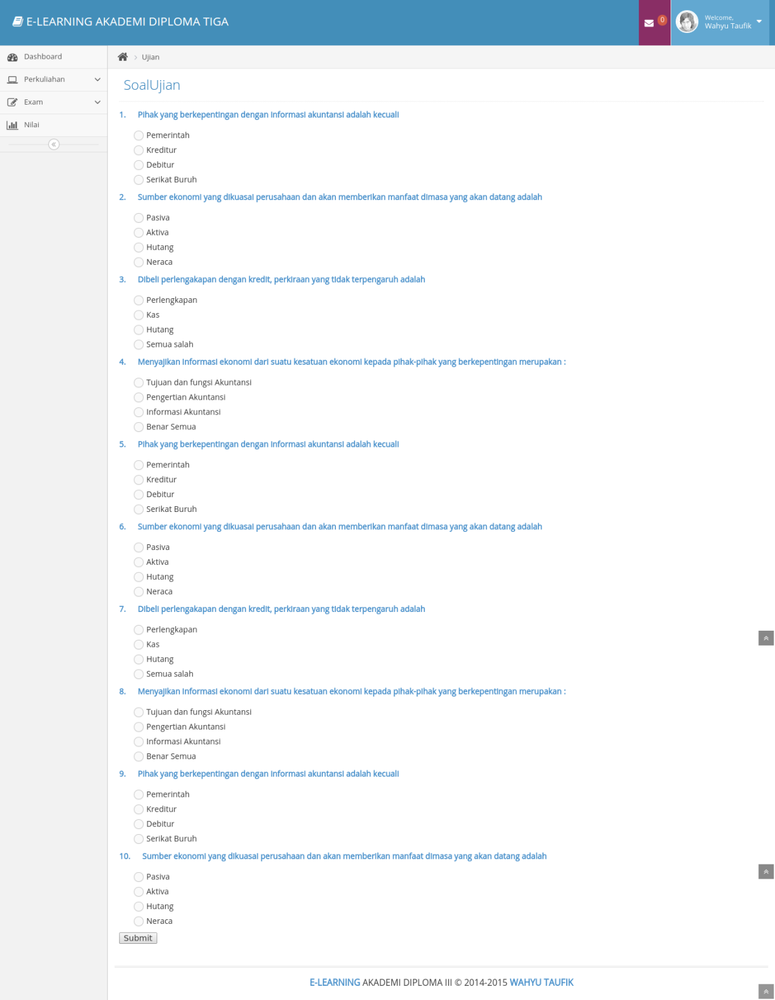 E-LEARNING AKADEMI DIPLOMA TIGA
0
Welcome,
Wahyu Taufik
Dashboard
Perkuliahan
Exam
Nilai
Ujian
SoalUjian
1. Pihak yang berkepentingan dengan informasi akuntansi adalah kecuali
Pemerintah
Kreditur
Debitur
Serikat Buruh
2. Sumber ekonomi yang dikuasai perusahaan dan akan memberikan manfaat dimasa yang akan datang adalah
Pasiva
Aktiva
Hutang
Neraca
3. Dibeli perlengakapan dengan kredit, perkiraan yang tidak terpengaruh adalah
Perlengkapan
Kas
Hutang
Semua salah
4. Menyajikan informasi ekonomi dari suatu kesatuan ekonomi kepada pihak-pihak yang berkepentingan merupakan :
Tujuan dan fungsi Akuntansi
Pengertian Akuntansi
Informasi Akuntansi
Benar Semua
5. Pihak yang berkepentingan dengan informasi akuntansi adalah kecuali
Pemerintah
Kreditur
Debitur
Serikat Buruh
6. Sumber ekonomi yang dikuasai perusahaan dan akan memberikan manfaat dimasa yang akan datang adalah
Pasiva
Aktiva
Hutang
Neraca
7. Dibeli perlengakapan dengan kredit, perkiraan yang tidak terpengaruh adalah
Perlengkapan
Kas
Hutang
Semua salah
8. Menyajikan informasi ekonomi dari suatu kesatuan ekonomi kepada pihak-pihak yang berkepentingan merupakan :
Tujuan dan fungsi Akuntansi
Pengertian Akuntansi
Informasi Akuntansi
Benar Semua
9. Pihak yang berkepentingan dengan informasi akuntansi adalah kecuali
Pemerintah
Kreditur
Debitur
Serikat Buruh
10. Sumber ekonomi yang dikuasai perusahaan dan akan memberikan manfaat dimasa yang akan datang adalah
Pasiva
Aktiva
Hutang
Neraca
Submit
E-LEARNING AKADEMI DIPLOMA III © 2014-2015 WAHYU TAUFIK